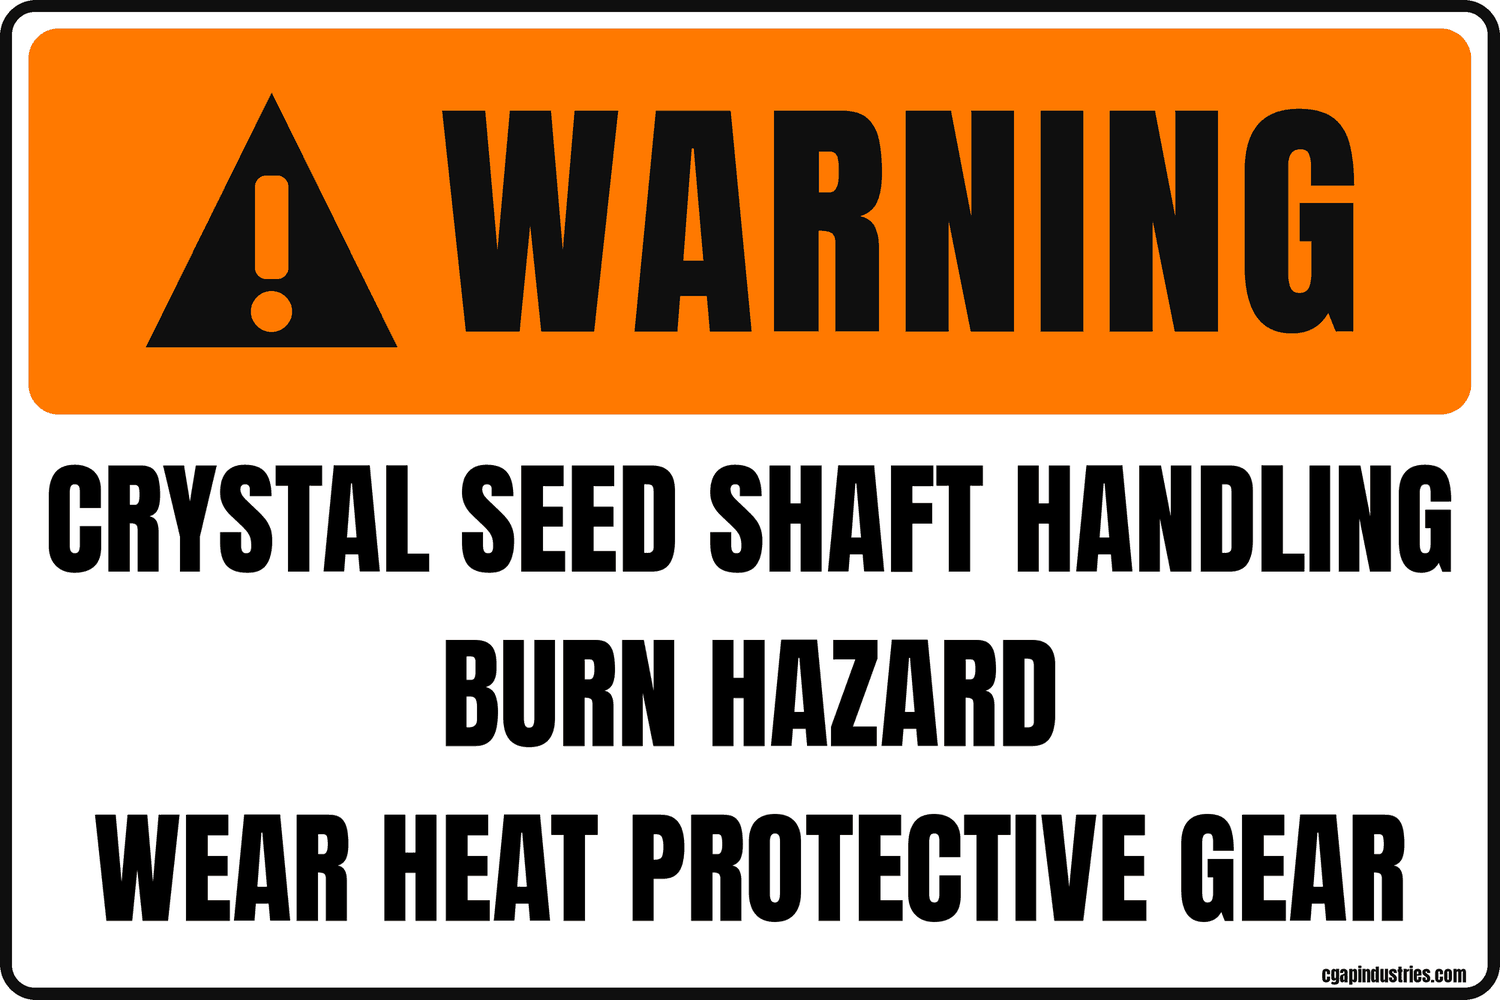 WARNING
CRYSTAL SEED SHAFT HANDLING
BURN HAZARD
WEAR HEAT PROTECTIVE GEAR
cgapindustries.com